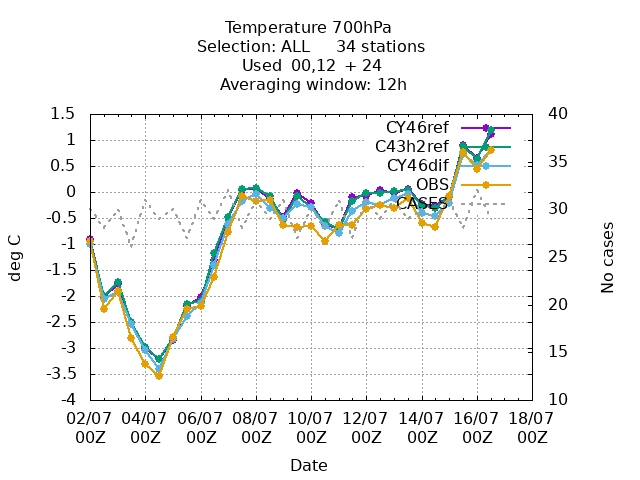 Temperature 700hPa
Selection: ALL 34 stations
Used 00,12 + 24
Averaging window: 12h
1.5
1
0.5
0
-0.5
-1
-1.5
-2
-2.5
-3
-3.5
-4
deg C
40
35
30
25
20
15
10
No cases
CY46ref
C43h2ref
CY46dif
OBS
CASES
02/07 04/07 06/07 08/07 10/07 12/07 14/07 16/07 18/07
00Z 00Z 00Z 00Z 00Z 00Z 00Z 00Z 00Z
Date